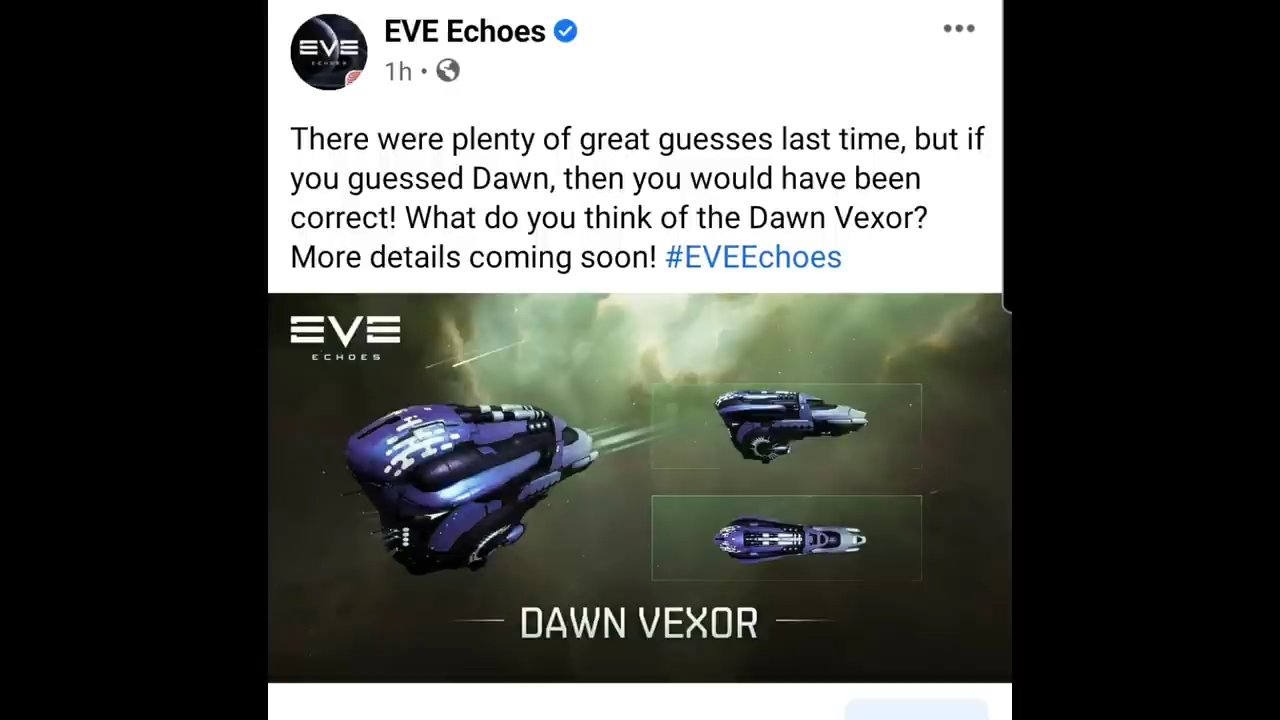 EVE Echoes
EVE
ECHOES
1h •
There were plenty of great guesses last time, but if
you guessed Dawn, then you would have been
correct! What do you think of the Dawn Vexor?
More details coming soon! #EVEEchoes
EVE
ECHOES
DAWN VEXOR